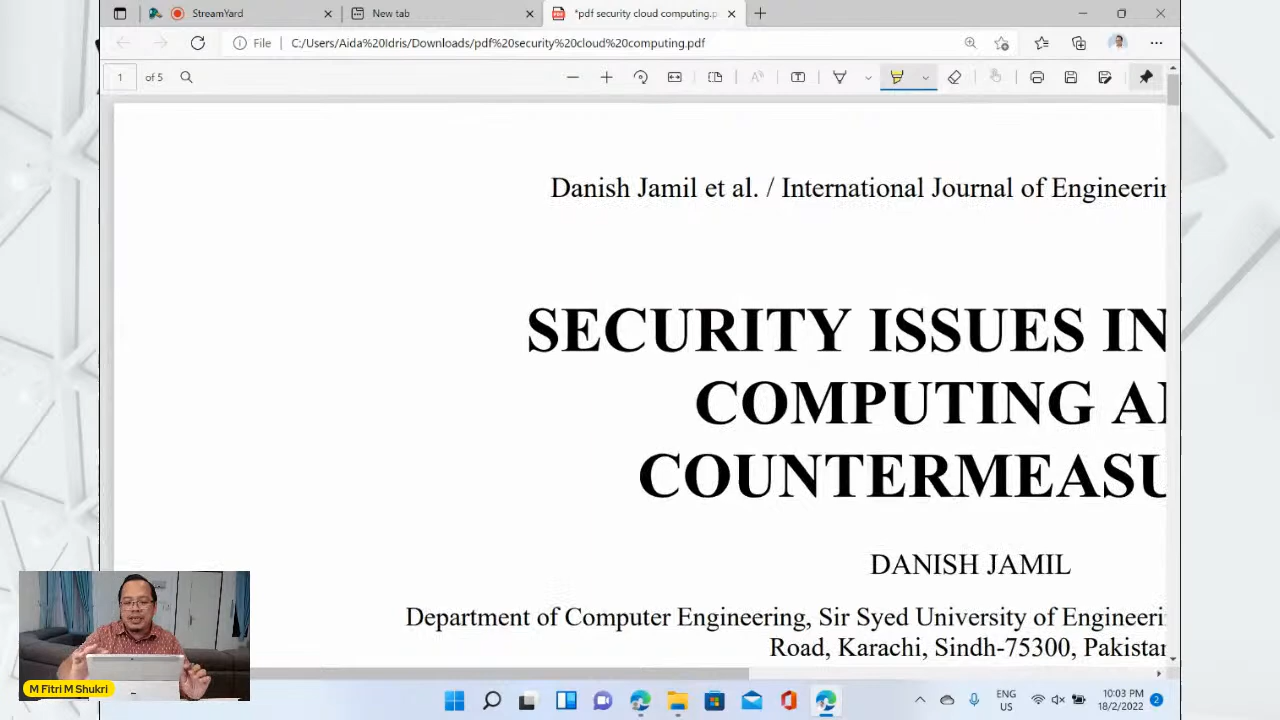 StreamYard
New tab
*pdf security cloud computing.p
File
C:/Users/Aida%20Idris/Downloads/pdf%20security%20cloud%20computing.pdf
1
of 5
Danish Jamil et al. / International Journal of Engineerin
SECURITY ISSUES IN
COMPUTING AN
COUNTERMEASU
DANISH JAMIL
Department of Computer Engineering, Sir Syed University of Engineeri
Road, Karachi, Sindh-75300, Pakistan
M Fitri M Shukri
ENG
US
10:03 PM
18/2/2022
2